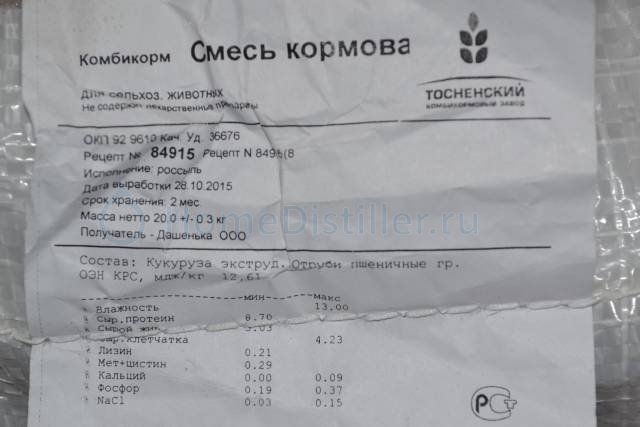 Комбикорм Смесь кормова
ТОСНЕНСКИЙ
КОМБИКОРМОВЫЙ ЗАВОД
Для сельхоз. животных
Не содержит лекарственные препараты
ОКП 92 9610 Кач. Уд. 36676
Рецепт № 84915 Рецепт N 8491(8
Исполнение: россыпь
Дата выработки 28.10.2015
Срок хранения: 2 мес.
Масса нетто 20.0 +/- 0.3 кг
HomeDistiller.ru
Получатель - Дашенька ООО
Состав: Кукуруза экструд. Отруби пшеничные гр.
ОЭН КРС, мдж/кг 12,61
мин макс
% Влажность 13.00
% Сыр.протеин 8.70
% Сырой жир 3.03
% Сыр.клетчатка 4.23
% Лизин 0.21
% Мет+цистин 0.29
% Кальций 0.00 0.09
% Фосфор 0.19 0.37
% NaCl 0.03 0.15